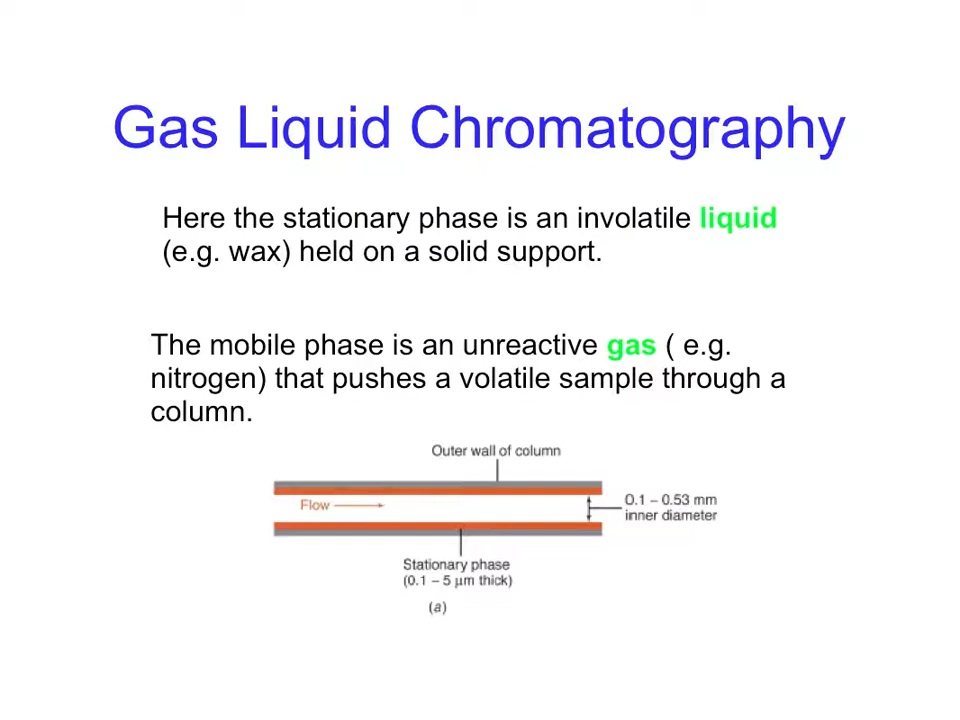 Gas Liquid Chromatography
Here the stationary phase is an involatile liquid
(e.g. wax) held on a solid support.
The mobile phase is an unreactive gas ( e.g.
nitrogen) that pushes a volatile sample through a
column.
Outer wall of column
Flow
0.1 – 0.53 mm
inner diameter
Stationary phase
(0.1 – 5 μm thick)
(a)